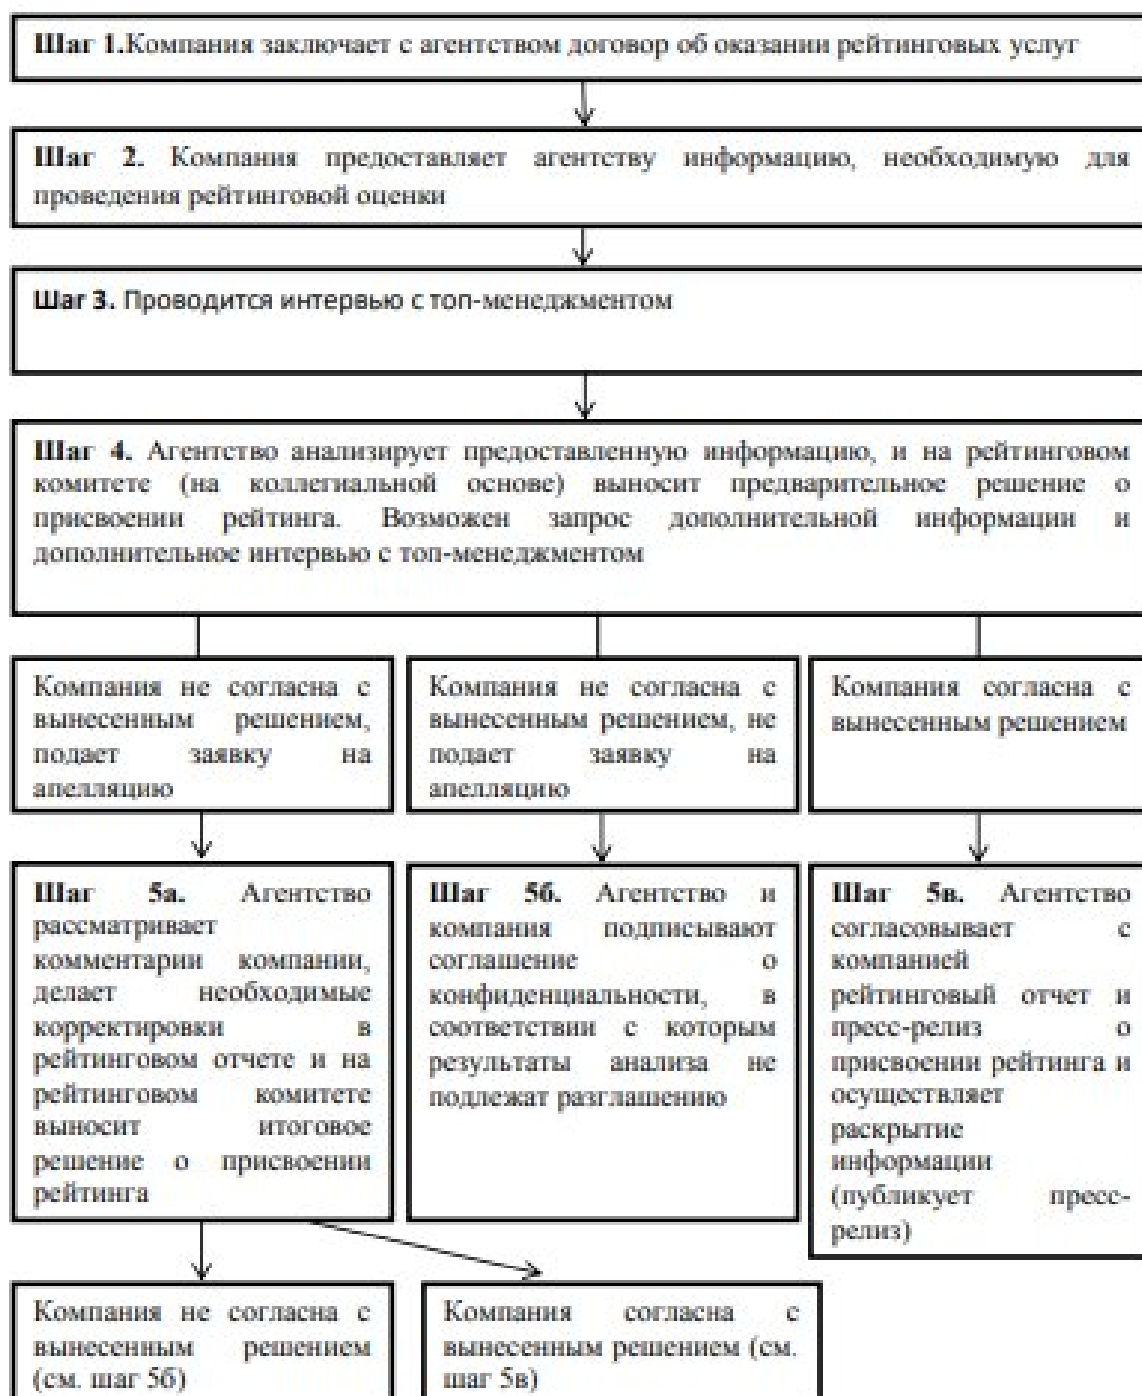 Шаг 1.Компания заключает с агентством договор об оказании рейтинговых услуг
Шаг 2. Компания предоставляет агентству информацию, необходимую для
проведения рейтинговой оценки
Шаг 3. Проводится интервью с топ-менеджментом
Шаг 4. Агентство анализирует предоставленную информацию, и на рейтинговом
комитете (на коллегиальной основе) выносит предварительное решение о
присвоении рейтинга. Возможен запрос дополнительной информации и
дополнительное интервью с топ-менеджментом
Компания не согласна с
вынесенным решением,
подает заявку на
апелляцию
Компания не согласна с
вынесенным решением, не
подает заявку на
апелляцию
Компания согласна с
вынесенным решением
Шаг 5а. Агентство
рассматривает
комментарии компании,
делает необходимые
корректировки в
рейтинговом отчете и на
рейтинговом комитете
выносит итоговое
решение о присвоении
рейтинга
Шаг 5б. Агентство и
компания подписывают
соглашение о
конфиденциальности, в
соответствии с которым
результаты анализа не
подлежат разглашению
Шаг 5в. Агентство
согласовывает с
компанией
рейтинговый отчет и
пресс-релиз о
присвоении рейтинга и
осуществляет
раскрытие
информации
(публикует пресс-
релиз)
Компания не согласна с
вынесенным решением
(см. шаг 5б)
Компания согласна с
вынесенным решением (см.
шаг 5в)